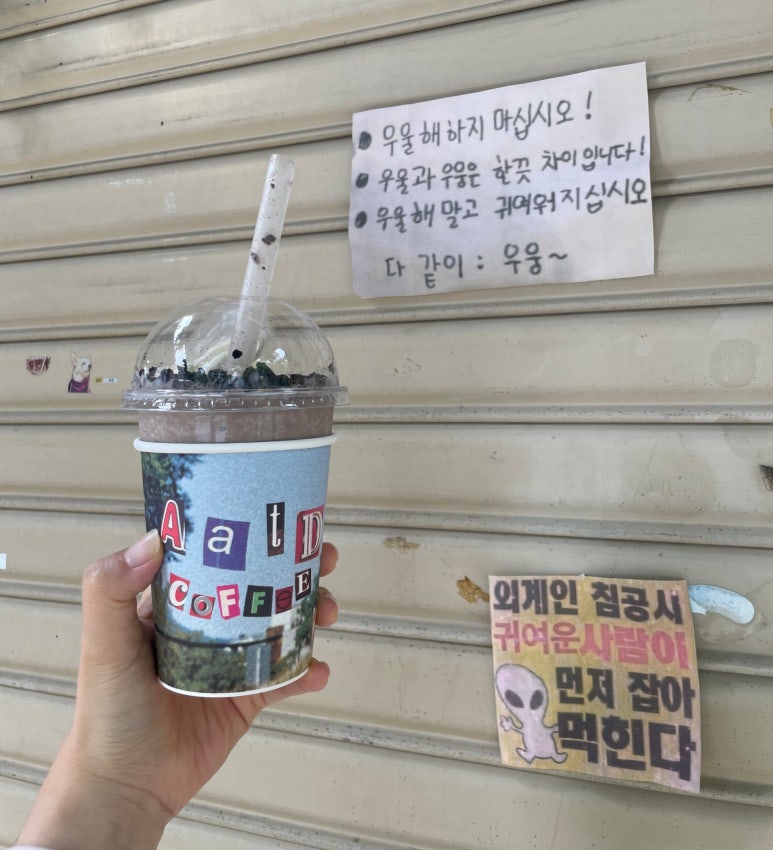 ● 우울해하지 마십시오!
● 우울과 우웅은 한끗 차이입니다!
● 우울해 말고 귀여워지십시오
다 같이 : 우웅~
A a t D
COFFEE
외계인 침공시
귀여운사람이
먼저 잡아
먹힌다